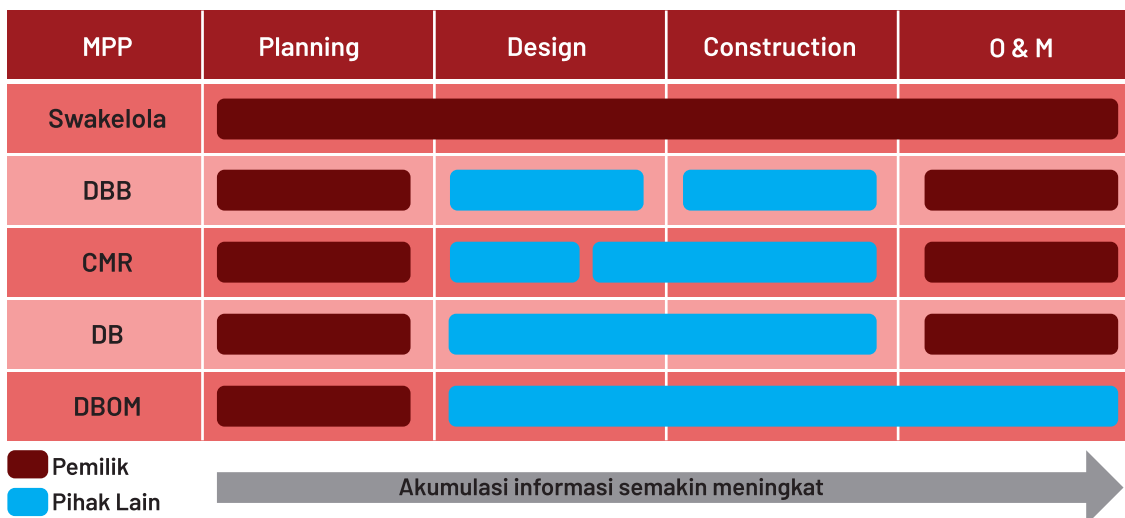 MPP Planning Design Construction O & M
Swakelola
DBB
CMR
DB
DBOM
Pemilik
Pihak Lain
Akumulasi informasi semakin meningkat